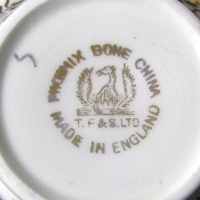 PHOENIX BONE CHINA
T. F & S. LTD
MADE IN ENGLAND